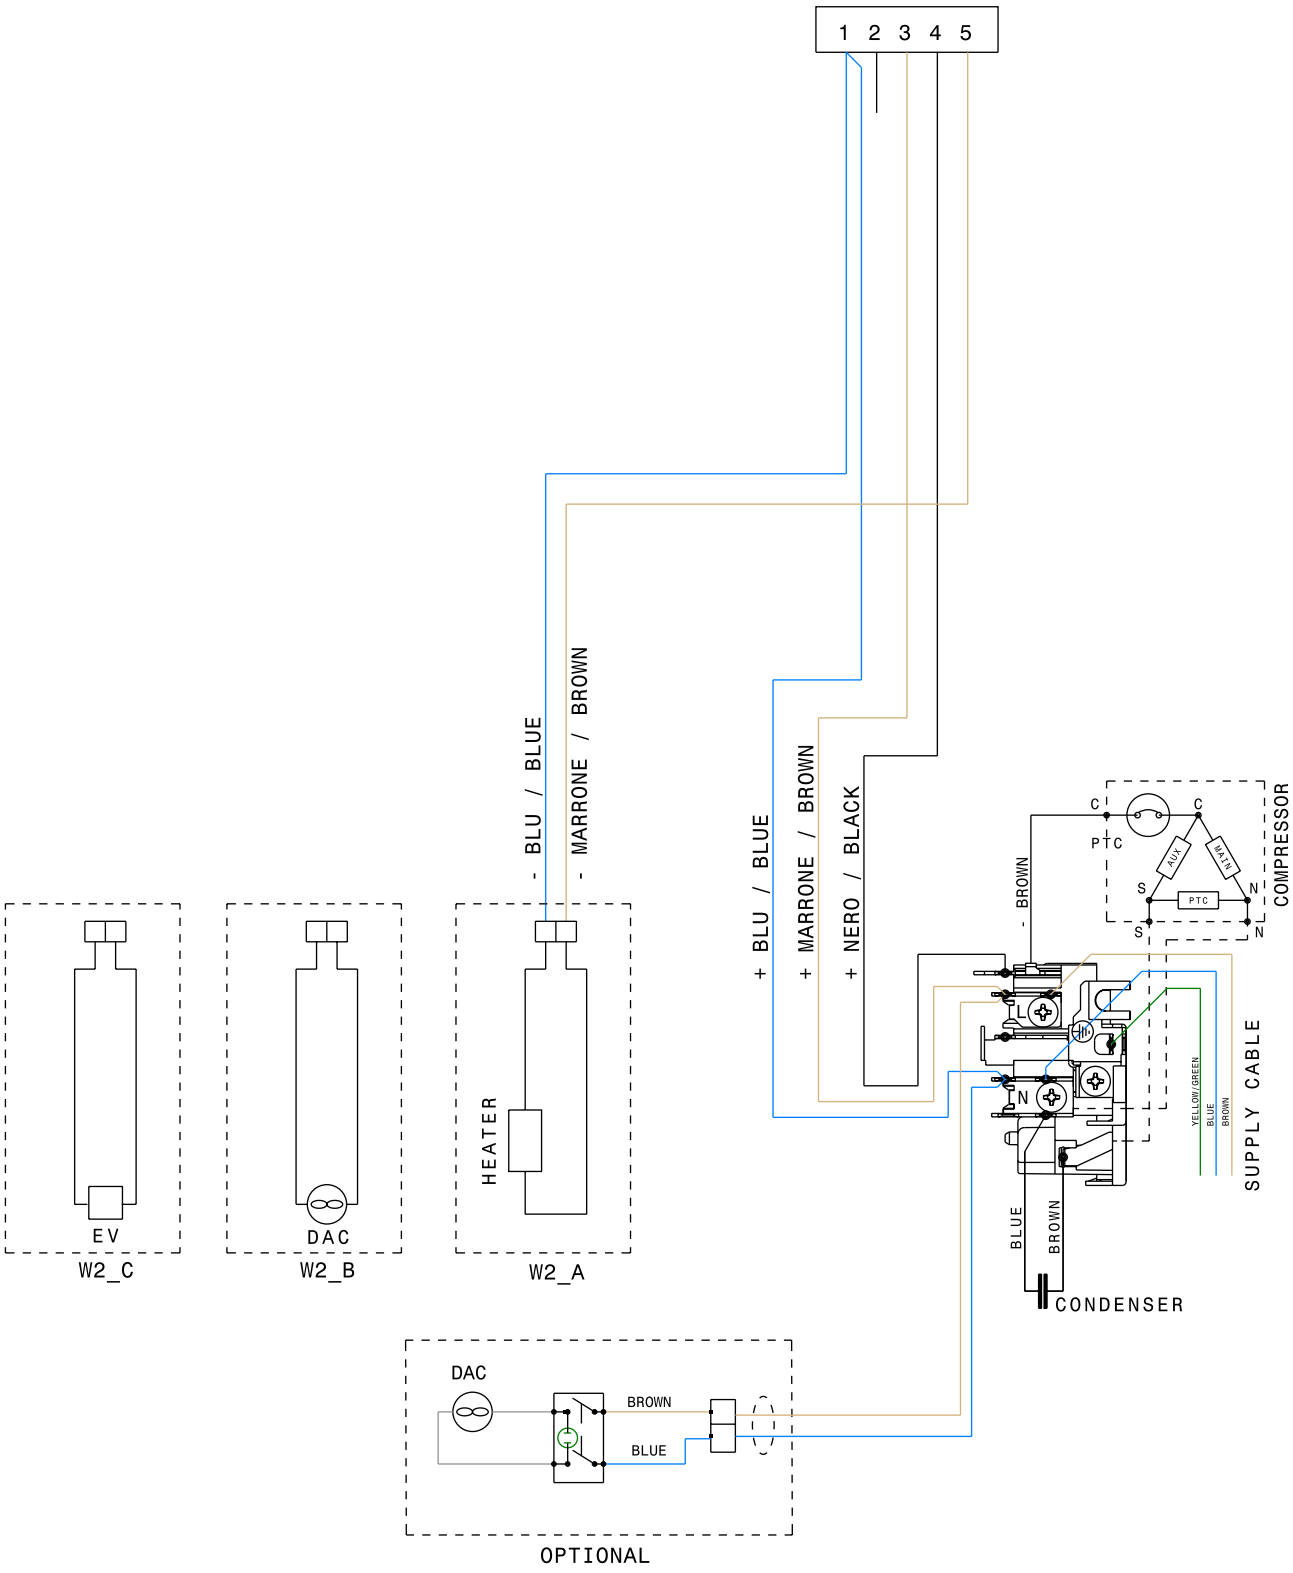 1 2 3 4 5
- BLU / BLUE
- MARRONE / BROWN
+ BLU / BLUE
+ MARRONE / BROWN
+ NERO / BLACK
- BROWN
C
PTC
C
AUX
MAIN
S
PTC
N
S
N
COMPRESSOR
L
N
YELLOW/GREEN
BLUE
BROWN
SUPPLY CABLE
BLUE
BROWN
CONDENSER
EV
W2_C
DAC
W2_B
HEATER
W2_A
DAC
BROWN
BLUE
OPTIONAL